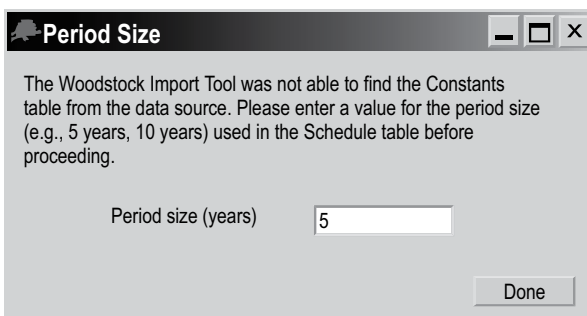 Period Size
The Woodstock Import Tool was not able to find the Constants
table from the data source. Please enter a value for the period size
(e.g., 5 years, 10 years) used in the Schedule table before
proceeding.
Period size (years) 5
Done